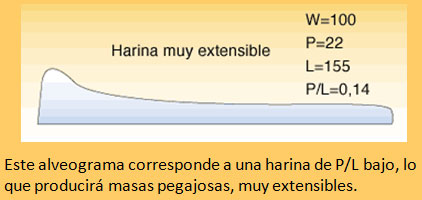 Harina muy extensible
W=100
P=22
L=155
P/L=0,14
Este alveograma corresponde a una harina de P/L bajo, lo
que producirá masas pegajosas, muy extensibles.